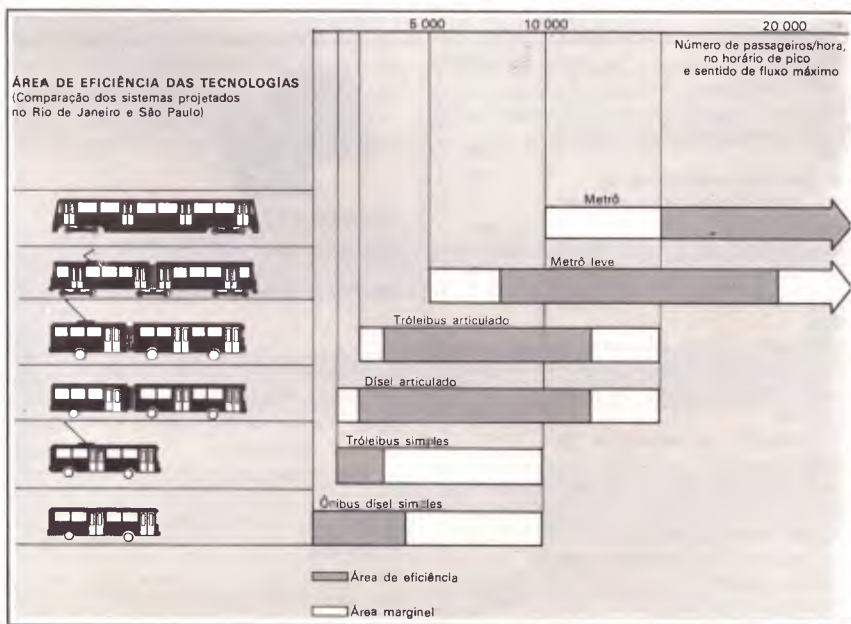 5 000 10 000 20 000
Número de passageiros/hora,
no horário de pico
e sentido de fluxo máximo
ÁREA DE EFICIÊNCIA DAS TECNOLOGIAS
(Comparação dos sistemas projetados
no Rio de Janeiro e São Paulo)
Metrô
Metrô leve
Tróleibus articulado
Dísel articulado
Tróleibus simples
Ônibus dísel simples
Área de eficiência
Área marginel